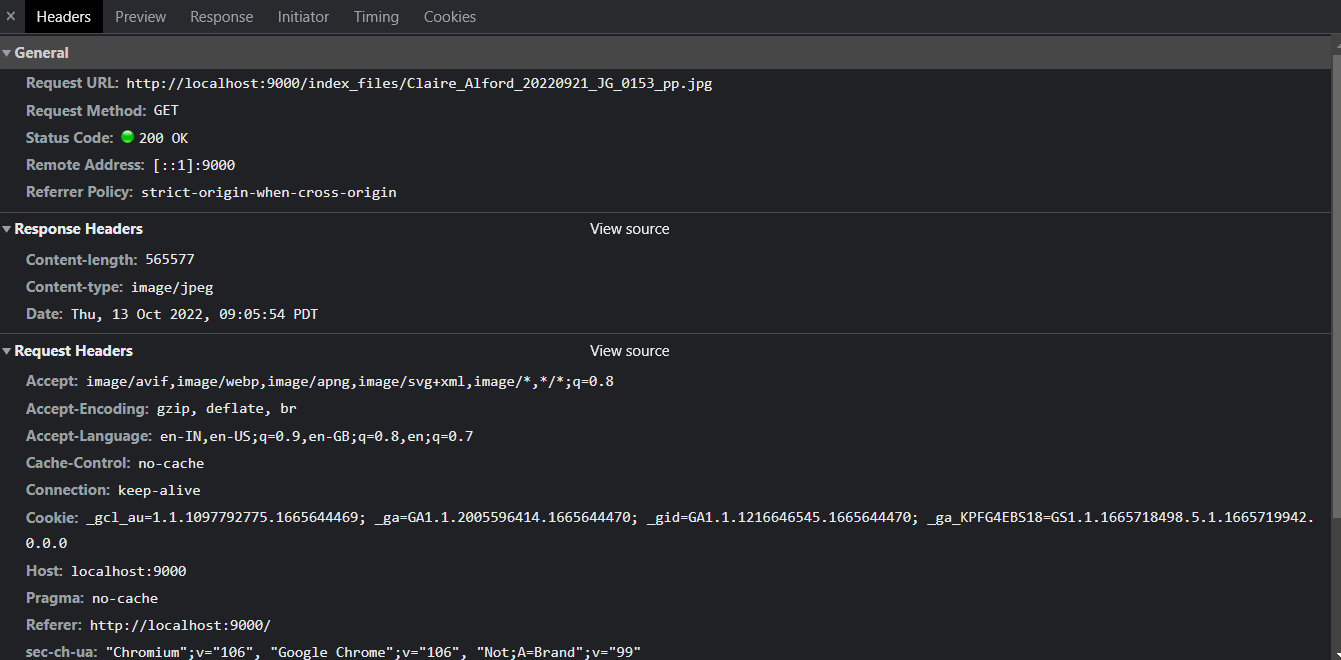 × Headers Preview Response Initiator Timing Cookies
General
Request URL: http://localhost:9000/index_files/Claire_Alford_20220921_JG_0153_pp.jpg
Request Method: GET
Status Code: 200 OK
Remote Address: [::1]:9000
Referrer Policy: strict-origin-when-cross-origin
Response Headers View source
Content-length: 565577
Content-type: image/jpeg
Date: Thu, 13 Oct 2022, 09:05:54 PDT
Request Headers View source
Accept: image/avif,image/webp,image/apng,image/svg+xml,image/*,*/*;q=0.8
Accept-Encoding: gzip, deflate, br
Accept-Language: en-IN,en-US;q=0.9,en-GB;q=0.8,en;q=0.7
Cache-Control: no-cache
Connection: keep-alive
Cookie: _gcl_au=1.1.1097792775.1665644469; _ga=GA1.1.2005596414.1665644470; _gid=GA1.1.1216646545.1665644470; _ga_KPFG4EBS18=GS1.1.1665718498.5.1.1665719942.
0.0.0
Host: localhost:9000
Pragma: no-cache
Referer: http://localhost:9000/
sec-ch-ua: "Chromium";v="106", "Google Chrome";v="106", "Not;A=Brand";v="99"